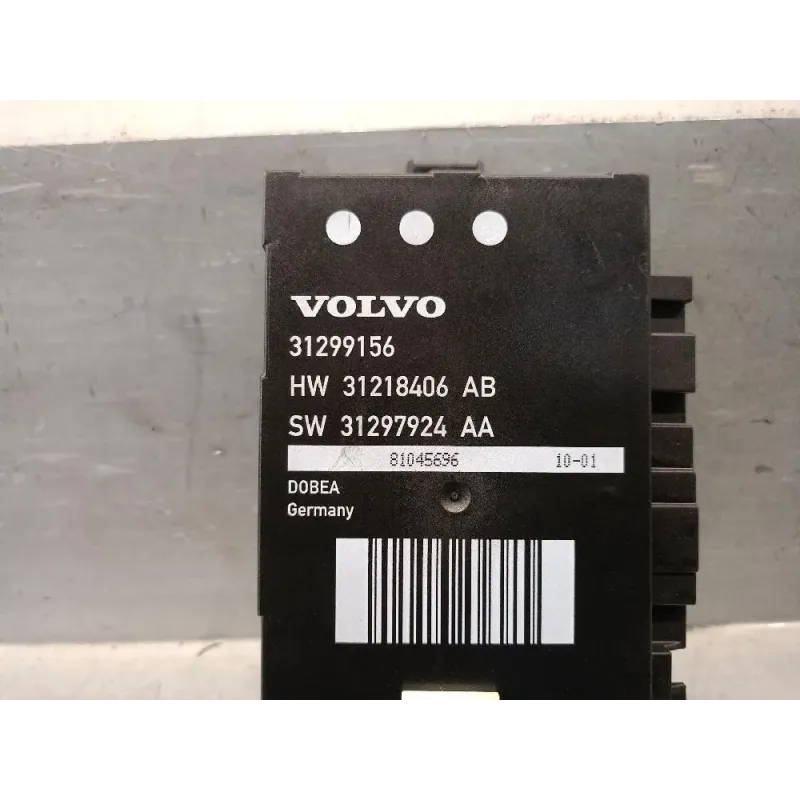 VOLVO
31299156
HW 31218406 AB
SW 31297924 AA
81045696 10-01
DOBEA
Germany